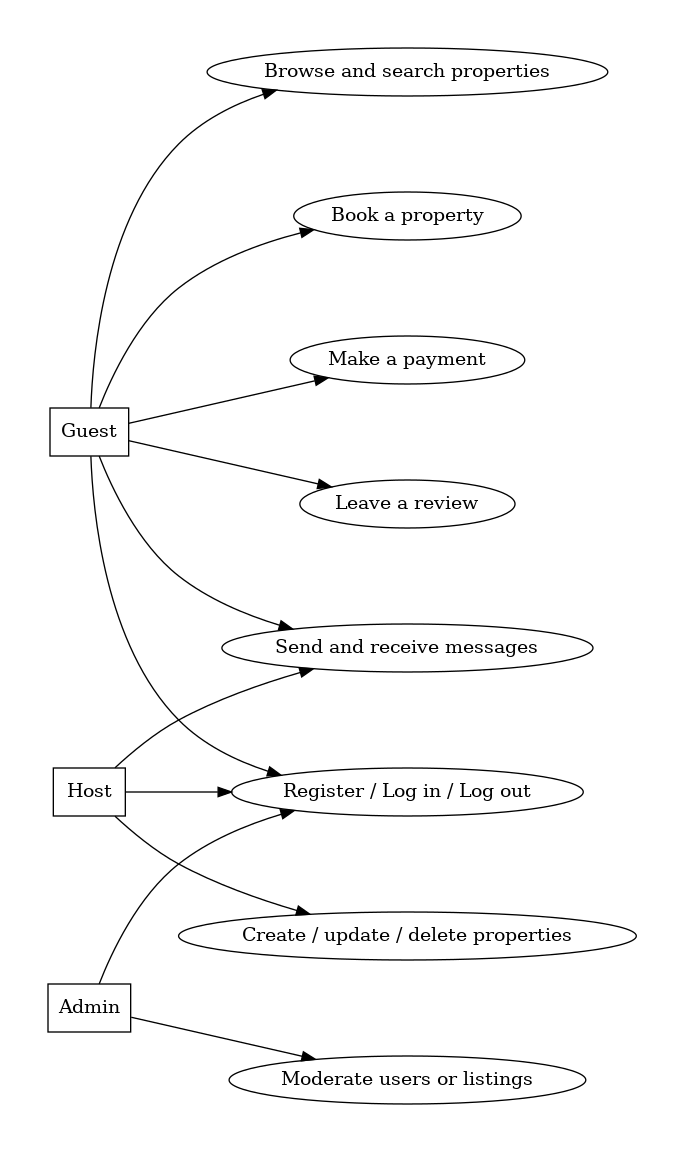 Browse and search properties
Book a property
Make a payment
Guest
Leave a review
Send and receive messages
Host
Register / Log in / Log out
Create / update / delete properties
Admin
Moderate users or listings